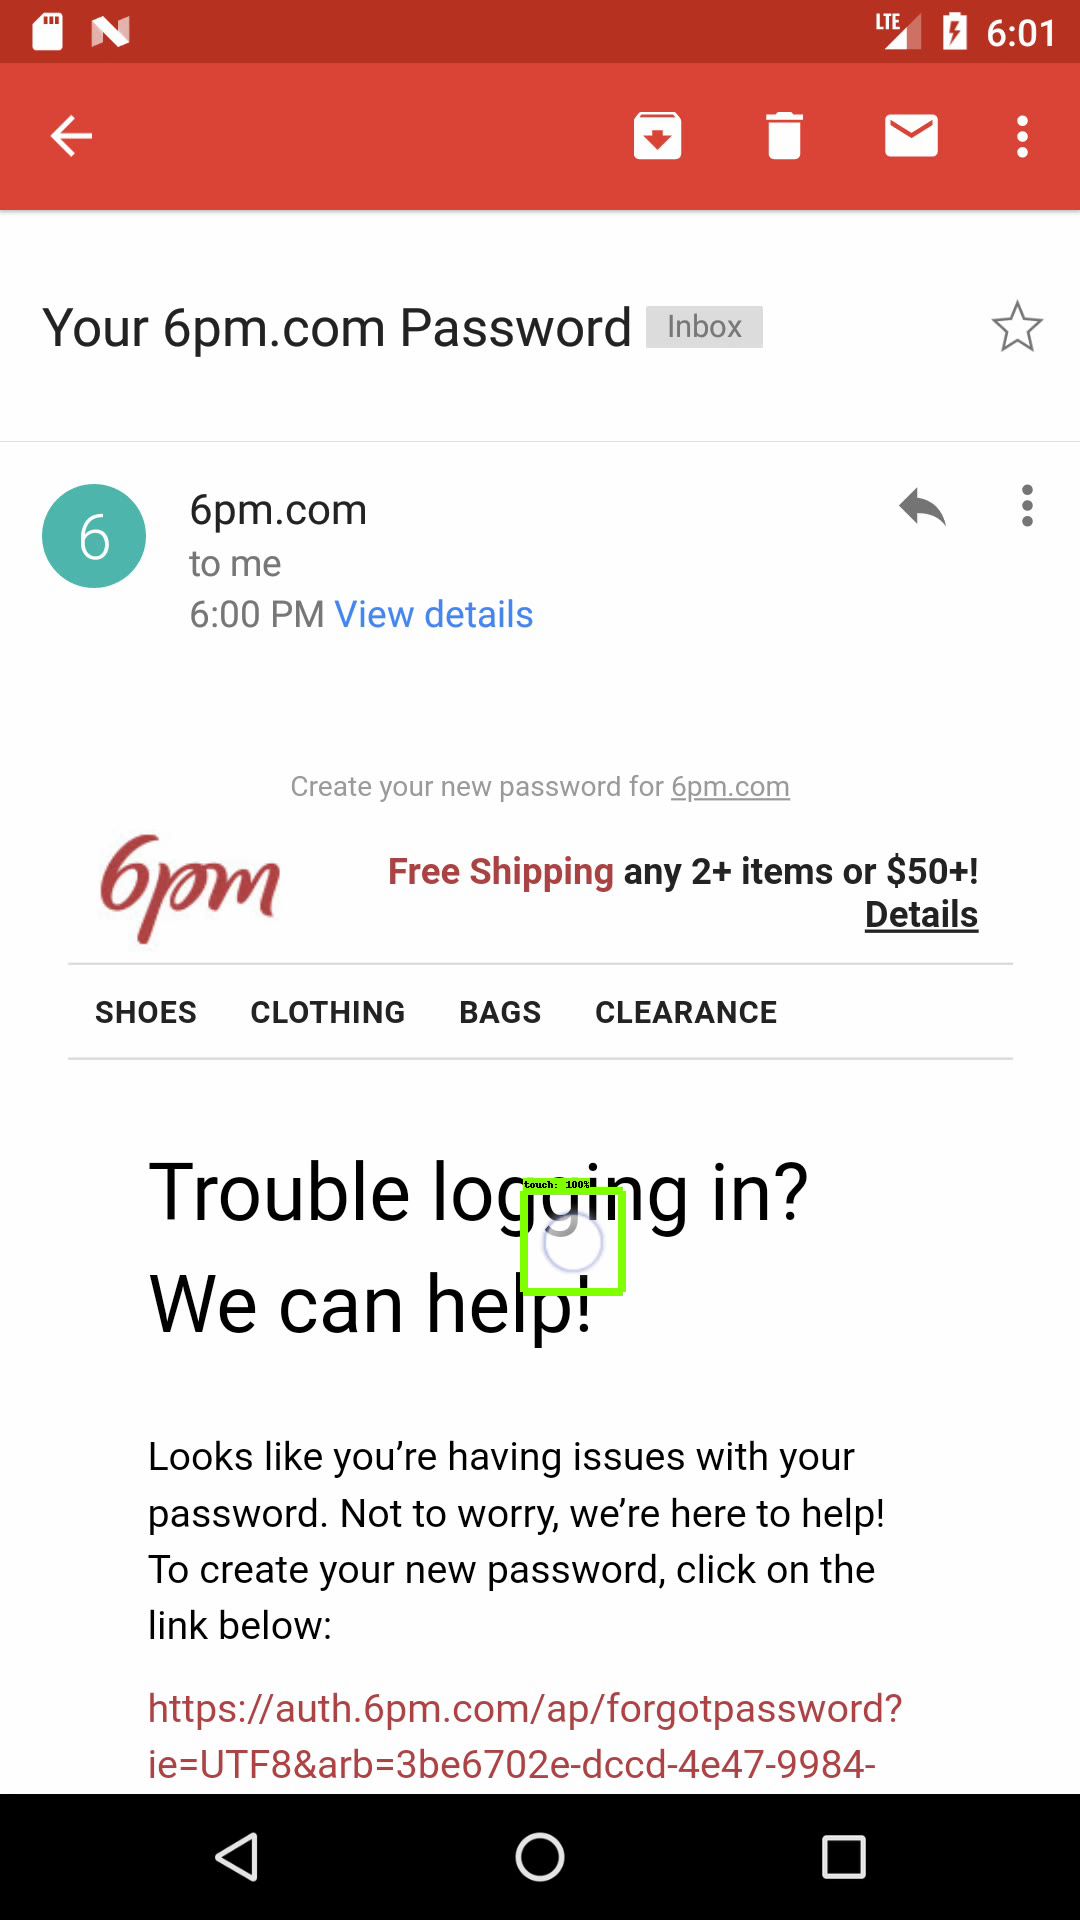 LTE 6:01
Your 6pm.com Password Inbox
6
6pm.com
to me
6:00 PM View details
Create your new password for 6pm.com
6pm
Free Shipping any 2+ items or $50+!
Details
SHOES CLOTHING BAGS CLEARANCE
touch: 100%
Trouble logging in?
We can help!
Looks like you’re having issues with your
password. Not to worry, we’re here to help!
To create your new password, click on the
link below:
https://auth.6pm.com/ap/forgotpassword?
ie=UTF8&arb=3be6702e-dccd-4e47-9984-